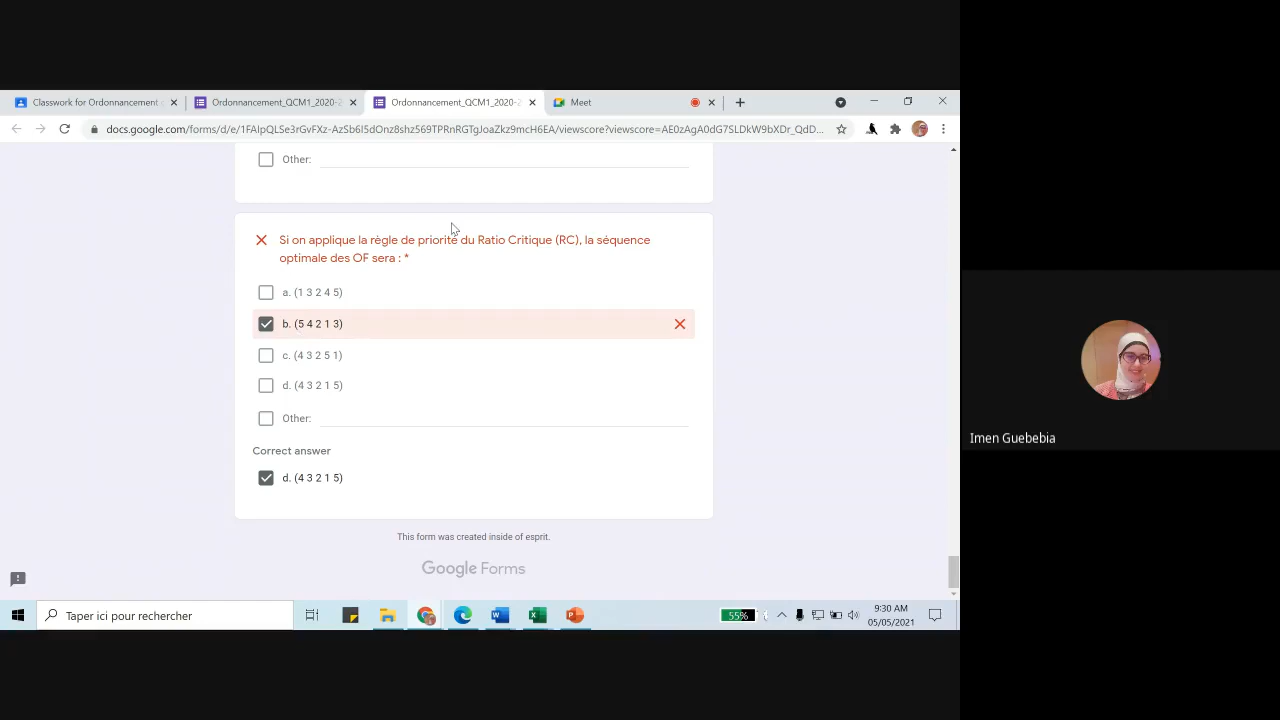 Classwork for Ordonnancement
Ordonnancement_QCM1_2020-2
Ordonnancement_QCM1_2020-2
Meet
docs.google.com/forms/d/e/1FAIpQLSe3rGvFXz-AzSb6I5dOnz8shz569TPRnRGTgJoaZkz9mcH6EA/viewscore?viewscore=AE0zAgA0dG7SLDkW9bXDr_QdD...
Other:
Si on applique la règle de priorité du Ratio Critique (RC), la séquence
optimale des OF sera : *
a. (1 3 2 4 5)
b. (5 4 2 1 3)
c. (4 3 2 5 1)
d. (4 3 2 1 5)
Other:
Correct answer
d. (4 3 2 1 5)
This form was created inside of esprit.
Google Forms
Imen Guebebia
Taper ici pour rechercher
55%
9:30 AM
05/05/2021